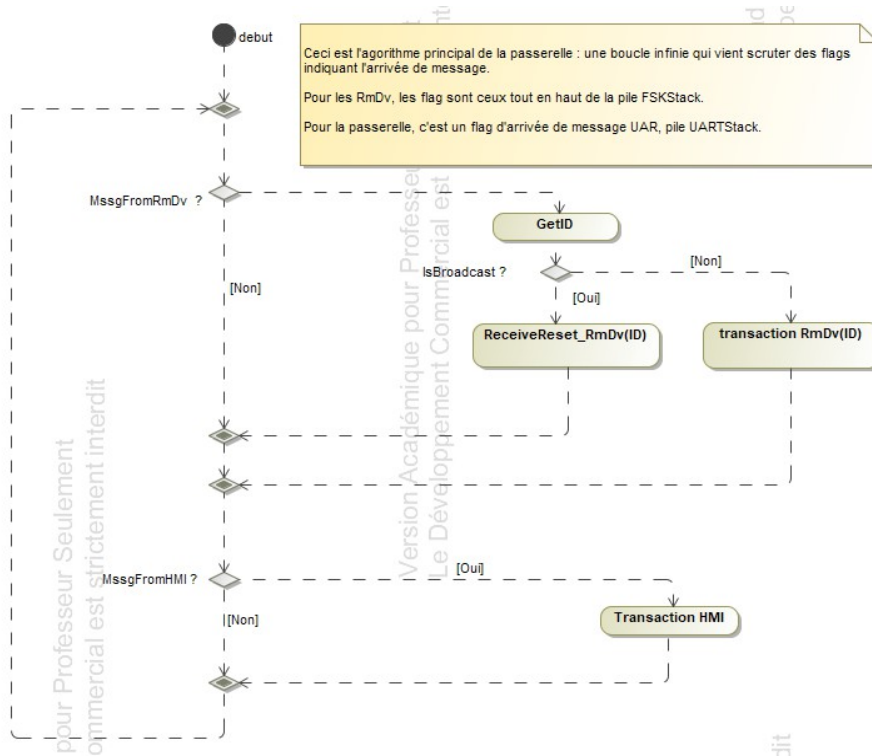 debut
Ceci est l'agorithme principal de la passerelle : une boucle infinie qui vient scruter des flags
indiquant l'arrivée de message.
Pour les RmDv, les flag sont ceux tout en haut de la pile FSKStack.
Pour la passerelle, c'est un flag d'arrivée de message UAR, pile UARTStack.
MssgFromRmDv ?
GetID
IsBroadcast ?
[Non]
[Non]
[Oui]
ReceiveReset_RmDv(ID)
transaction RmDv(ID)
MssgFromHMI ?
[Oui]
[Non]
Transaction HMI
Version Académique pour Professeur
Le Développement Commercial est
pour Professeur Seulement
ommercial est strictement interdit
dit